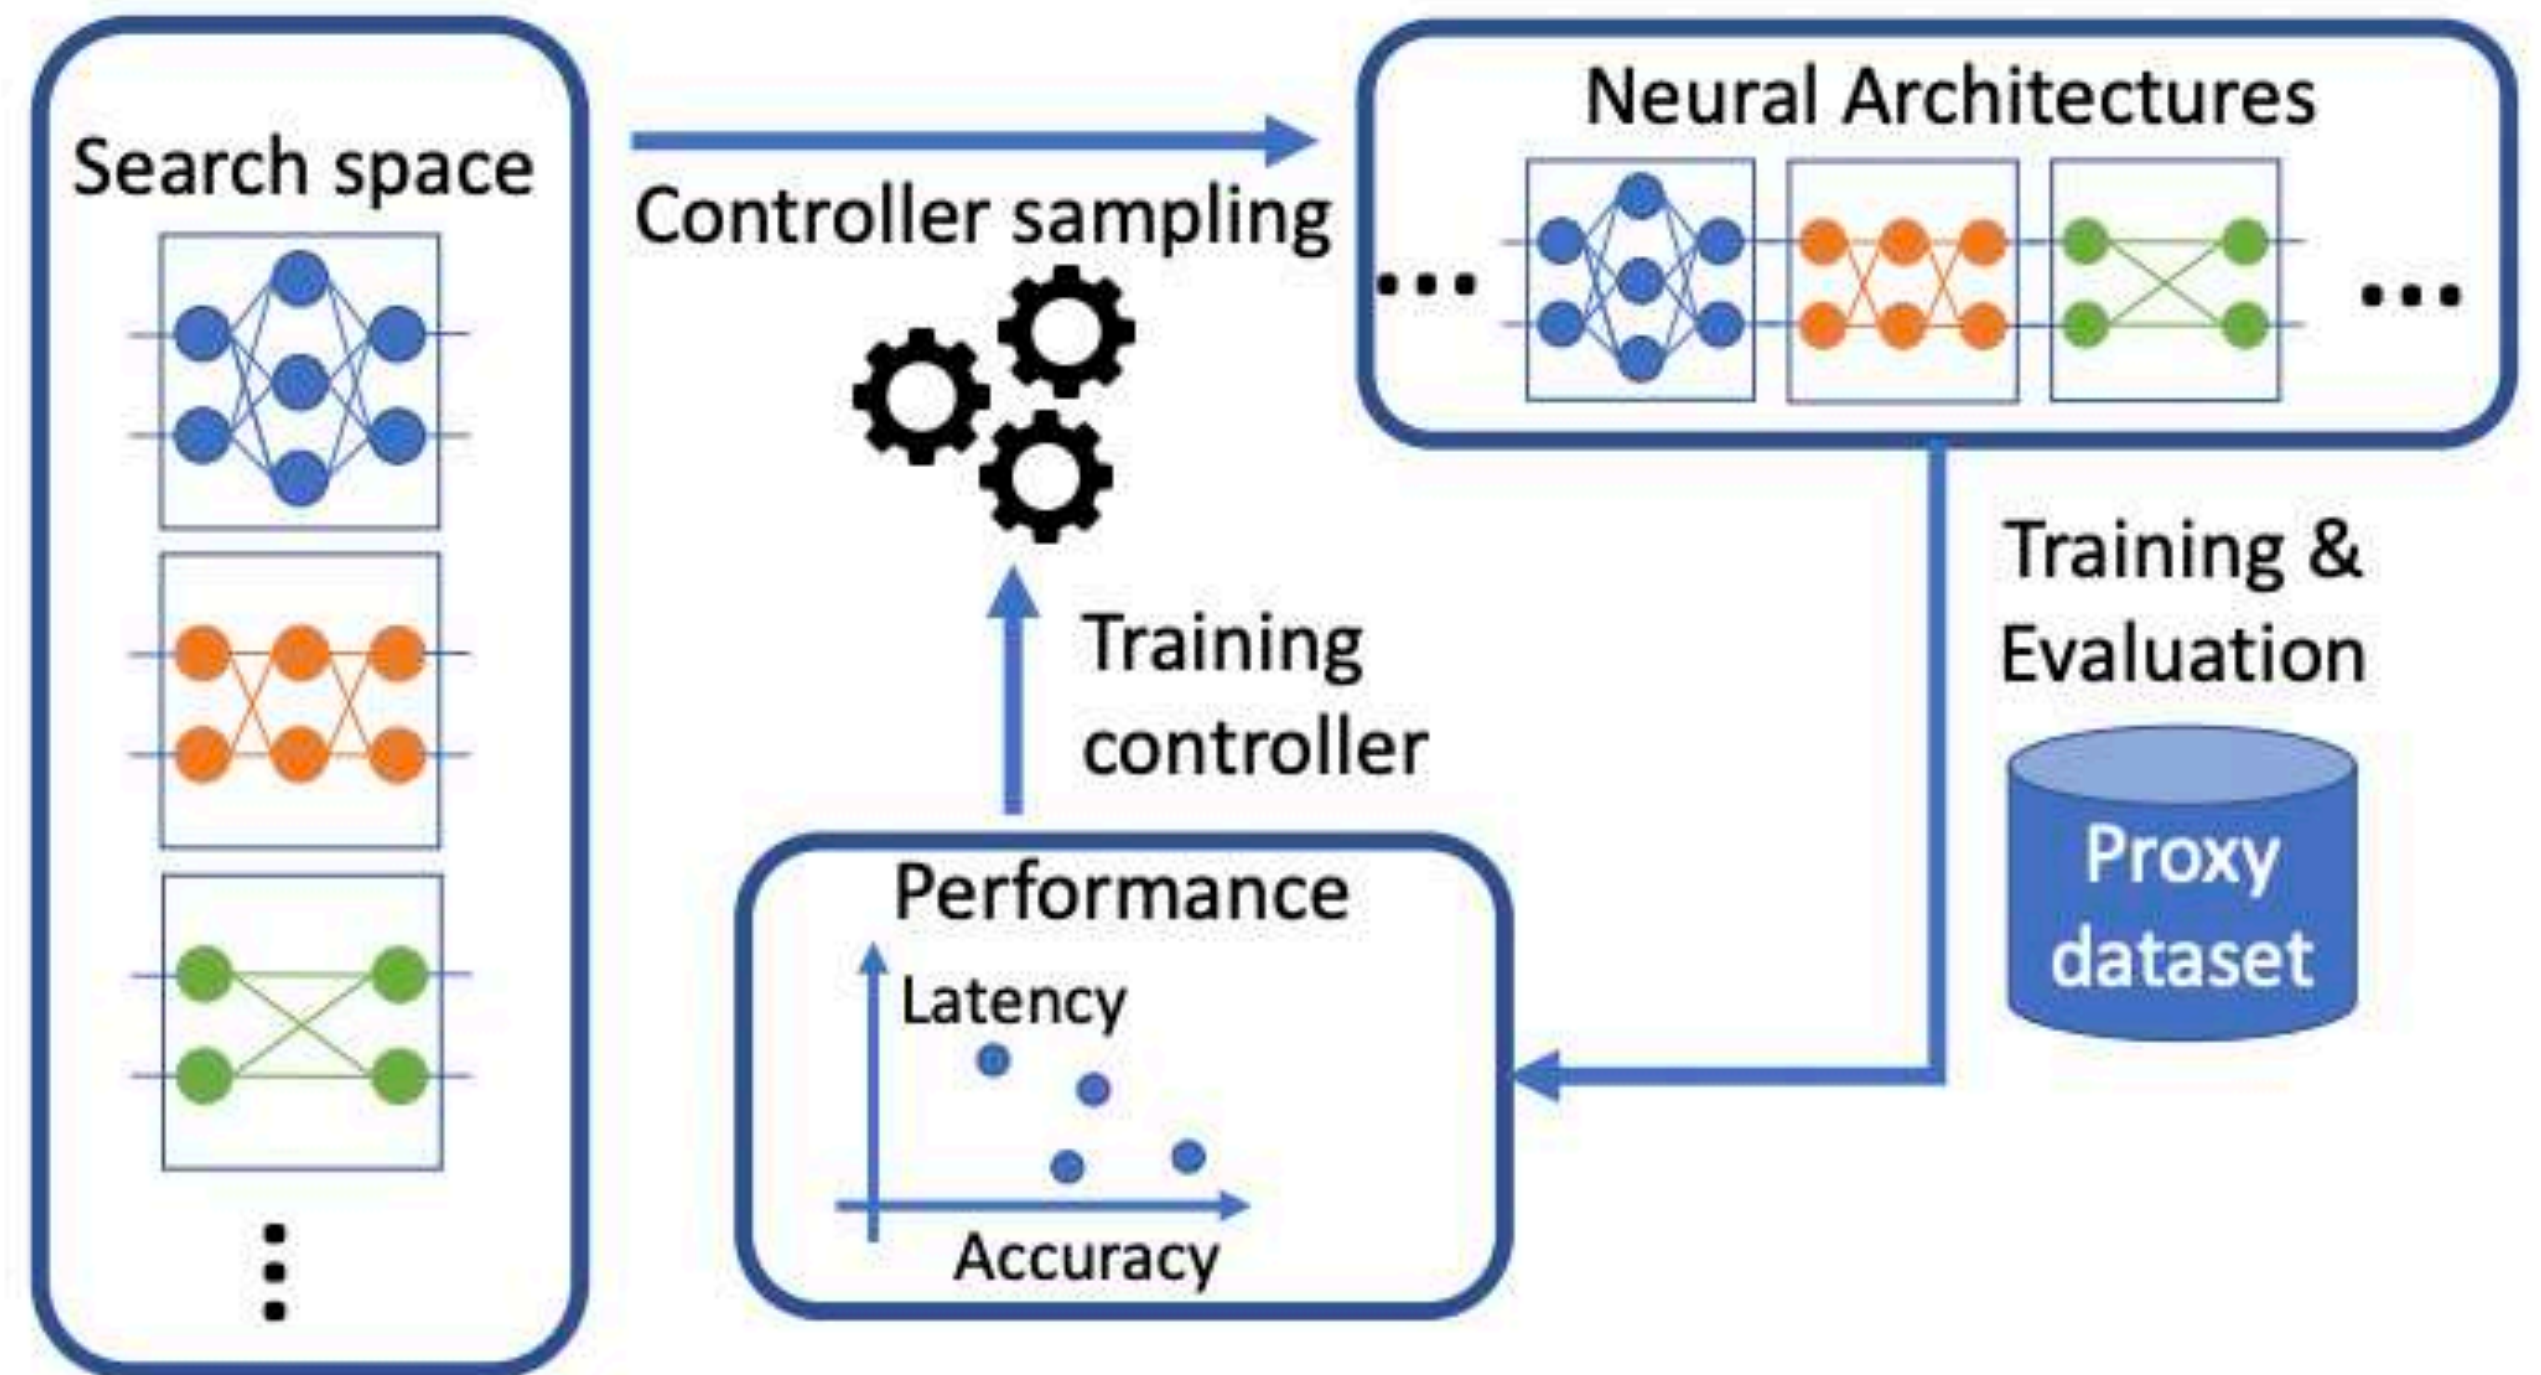 Search space
Controller sampling
Neural Architectures
Training &
Evaluation
Proxy
dataset
Training
controller
Performance
Latency
Accuracy